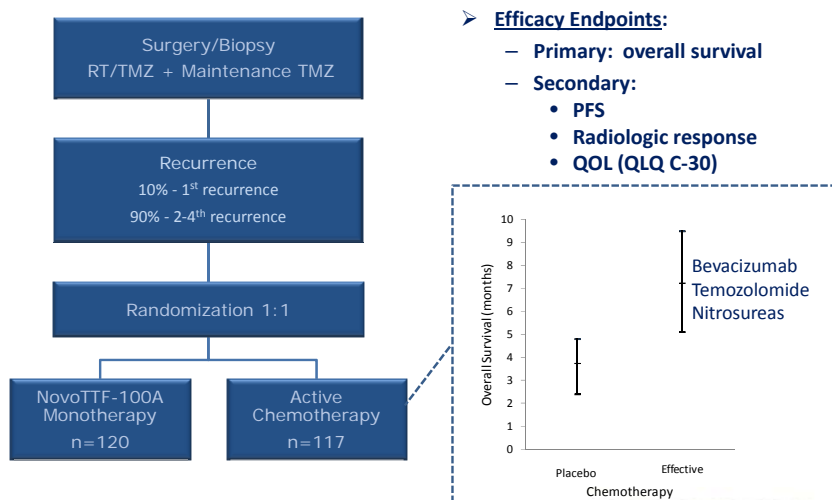 Surgery/Biopsy
RT/TMZ + Maintenance TMZ
Recurrence
10% - 1st recurrence
90% - 2-4th recurrence
Randomization 1:1
NovoTTF-100A
Monotherapy
n=120
Active
Chemotherapy
n=117
➢ Efficacy Endpoints:
– Primary: overall survival
– Secondary:
• PFS
• Radiologic response
• QOL (QLQ C-30)
Overall Survival (months)
10
9
8
7
6
5
4
3
2
1
0
Bevacizumab
Temozolomide
Nitrosureas
Placebo
Effective
Chemotherapy